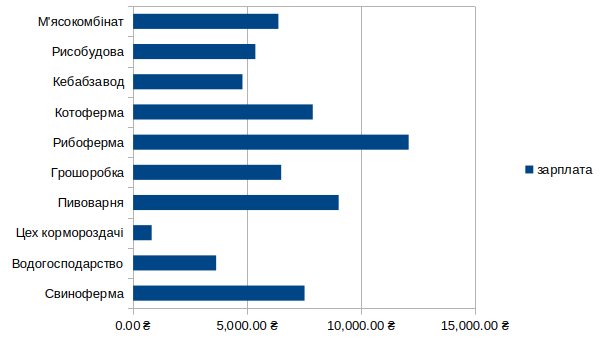 М'ясокомбінат
Рисобудова
Кебабзавод
Котоферма
Рибоферма
Грошоробка
Пивоварня
Цех кормороздачі
Водогосподарство
Свиноферма
зарплата
0.00 ₴ 5,000.00 ₴ 10,000.00 ₴ 15,000.00 ₴